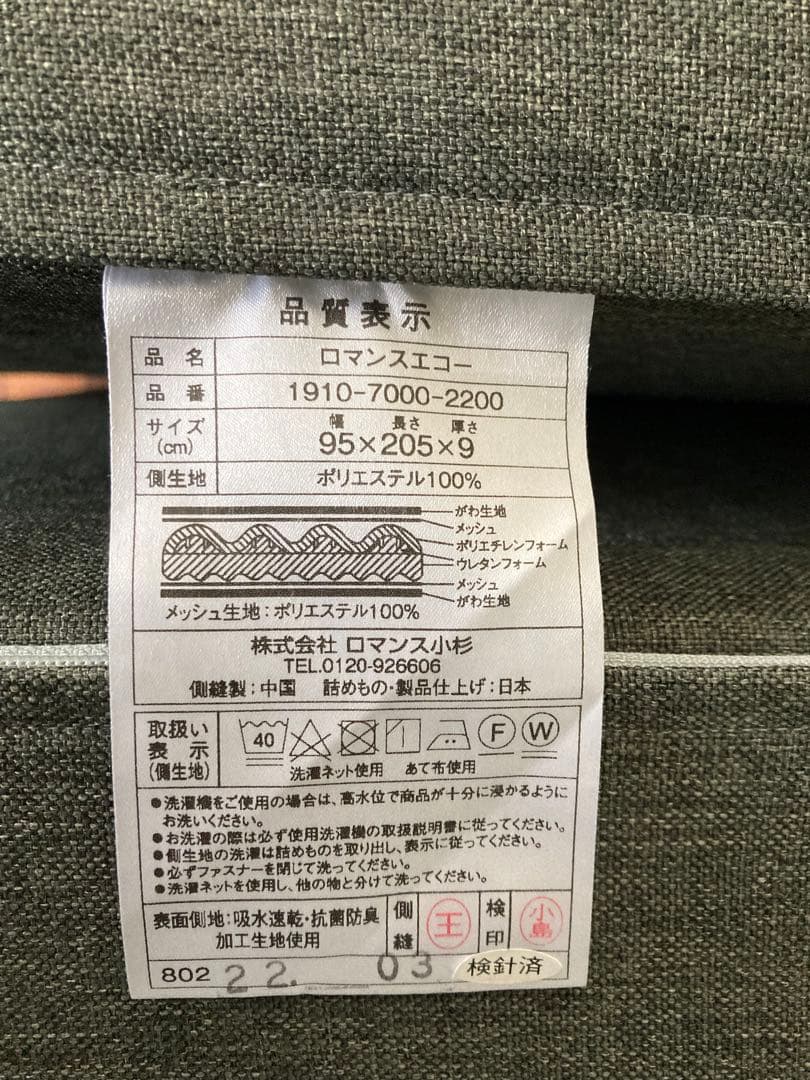 品質表示
品名 ロマンスエコー
品番 1910-7000-2200
サイズ(cm) 幅 長さ 厚さ
95×205×9
側生地 ポリエステル100%
がわ生地
メッシュ
ポリエチレンフォーム
ウレタンフォーム
メッシュ
がわ生地
メッシュ生地：ポリエステル100%
株式会社 ロマンス小杉
TEL.0120-926606
側縫製：中国 詰めもの・製品仕上げ：日本
取扱い表示(側生地) 40 F W
洗濯ネット使用 あて布使用
●洗濯機をご使用の場合は、高水位で商品が十分に浸かるように
お洗いください。
●お洗濯の際は必ず使用洗濯機の取扱説明書に従ってください。
●側生地の洗濯は詰めものを取り出し、表示に従ってください。
●必ずファスナーを閉じて洗ってください。
●洗濯ネットを使用し、他の物と分けて洗ってください。
表面側地：吸水速乾・抗菌防臭
加工生地使用
側縫 王 検印 小島
802 22. 03 検針済